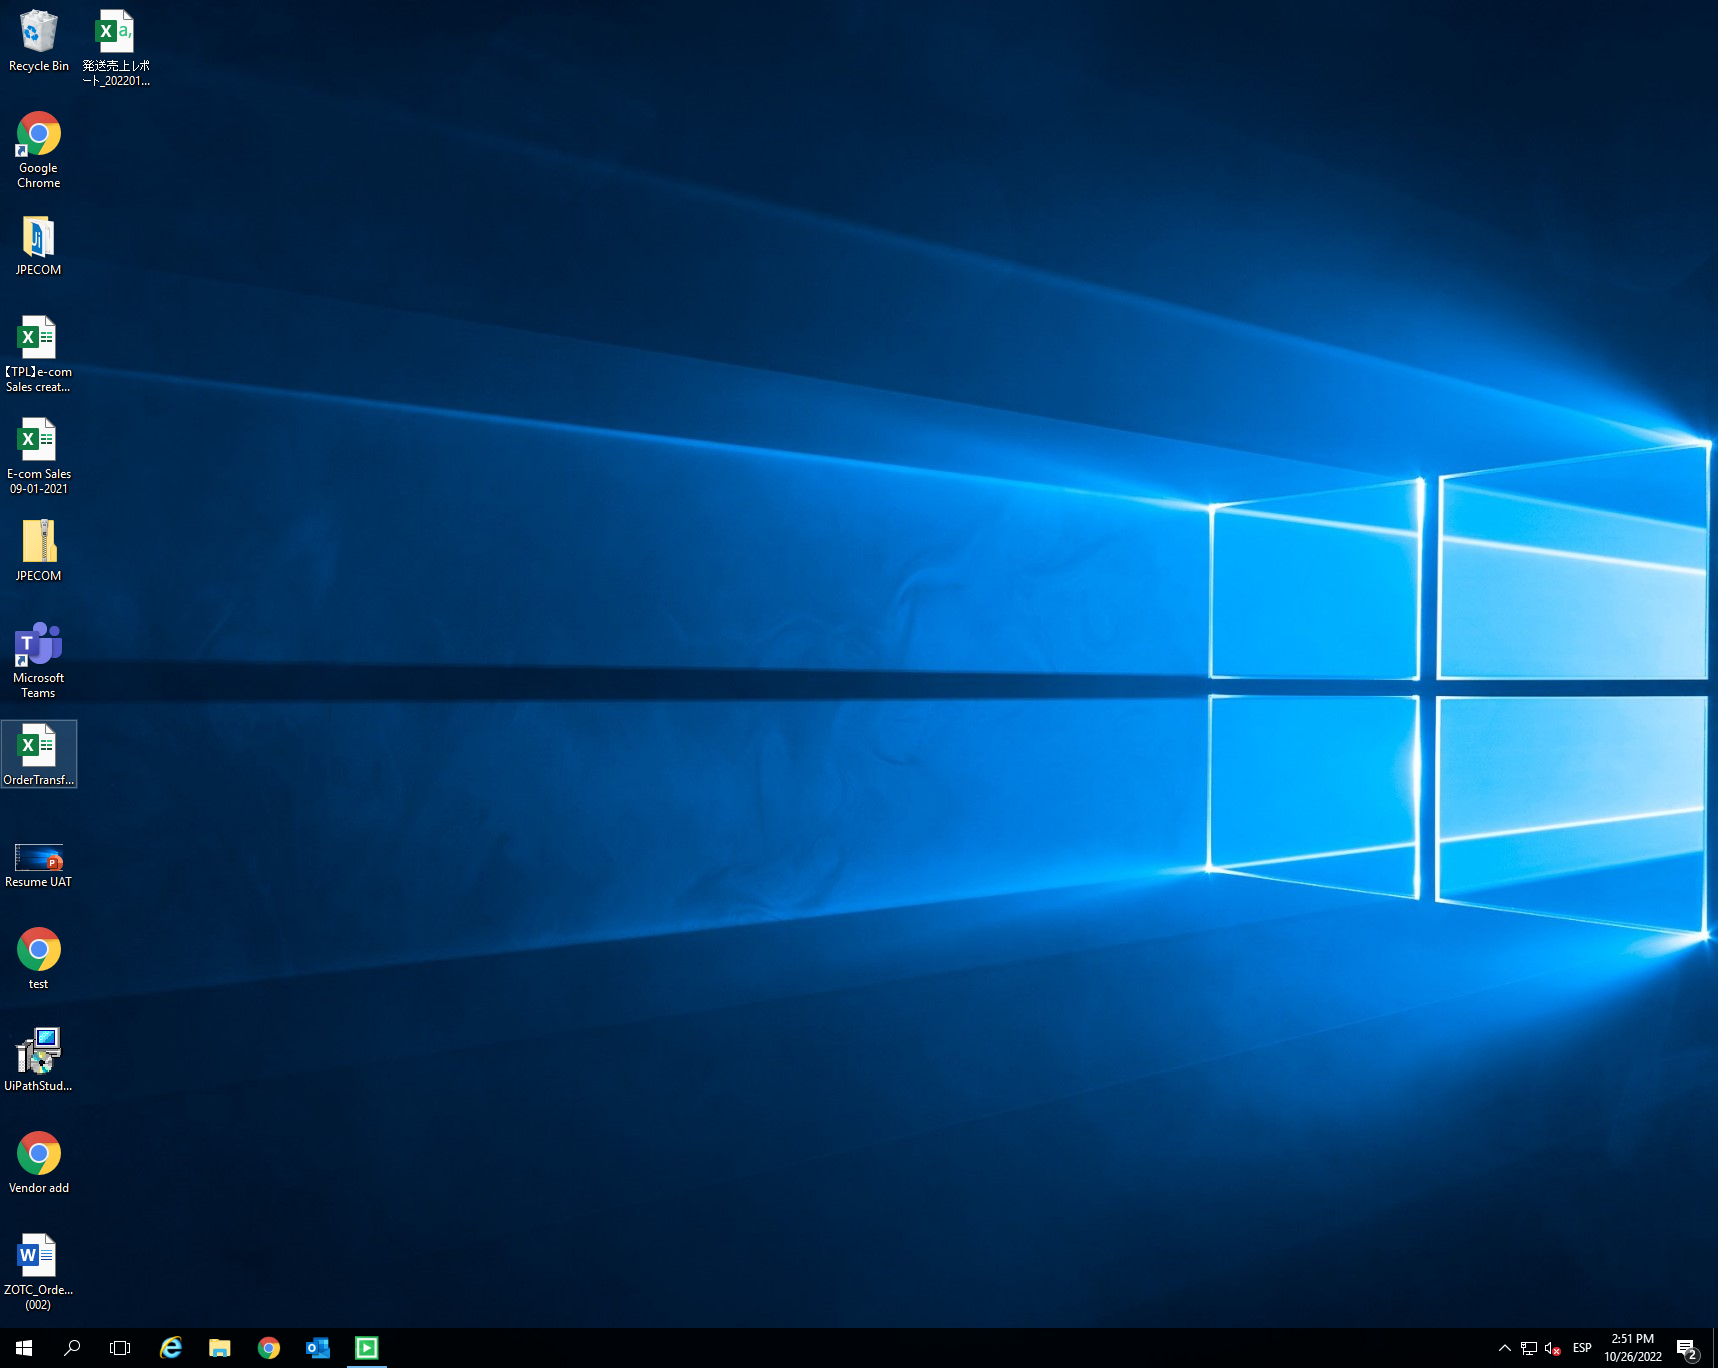 Recycle Bin
発送売上レポ
ート_202201...
Google
Chrome
JPECOM
【TPL】e-com
Sales creat...
E-com Sales
09-01-2021
JPECOM
Microsoft
Teams
OrderTransf...
Resume UAT
test
UiPathStud...
Vendor add
ZOTC_Orde...
(002)
ESP
2:51 PM
10/26/2022
2